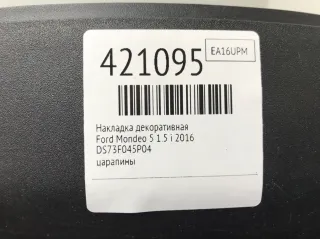 421095
EA16UPM
Накладка декоративная
Ford Mondeo 5 1.5 i 2016
DS73F045P04
царапины